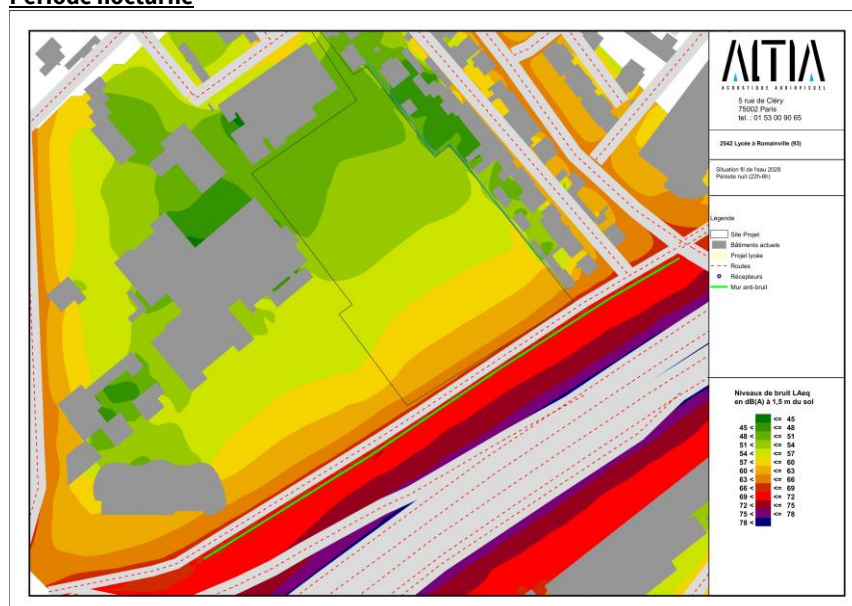 Période nocturne
ALTIA
ACOUSTIQUE AUDIOVISUEL
5 rue de Cléry
75002 Paris
tel. : 01 53 00 90 65
2542 Lycée à Romainville (93)
Situation fil de l'eau 2028
Période nuit (22h-6h)
Légende
Site Projet
Bâtiments actuels
Projet lycée
Routes
Récepteurs
Mur anti-bruit
Niveaux de bruit LAeq
en dB(A) à 1,5 m du sol
<= 45
45 < <= 48
48 < <= 51
51 < <= 54
54 < <= 57
57 < <= 60
60 < <= 63
63 < <= 66
66 < <= 69
69 < <= 72
72 < <= 75
75 < <= 78
78 <